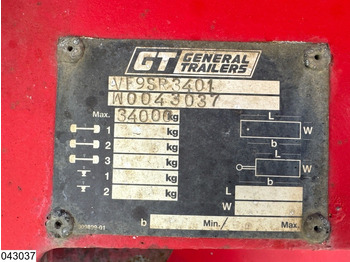 GT GENERAL TRAILERS
VF9SR3401
W0043037
Max. 34000 kg
1 kg
2 kg
3 kg
1 kg
2 kg
L
W
b
L
W
b
L
W
b Min. / Max.
043037